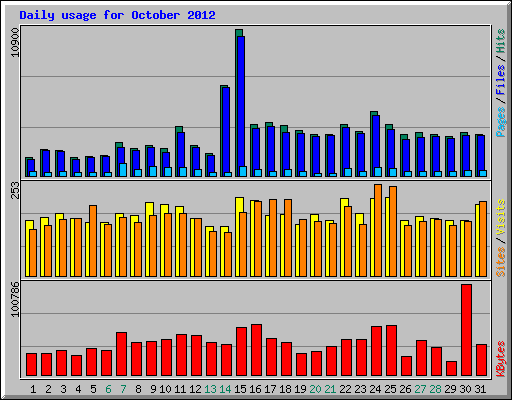 Daily usage for October 2012
10900
Pages / Files / Hits
253
Sites / Visits
100786
KBytes
1 2 3 4 5 6 7 8 9 10 11 12 13 14 15 16 17 18 19 20 21 22 23 24 25 26 27 28 29 30 31